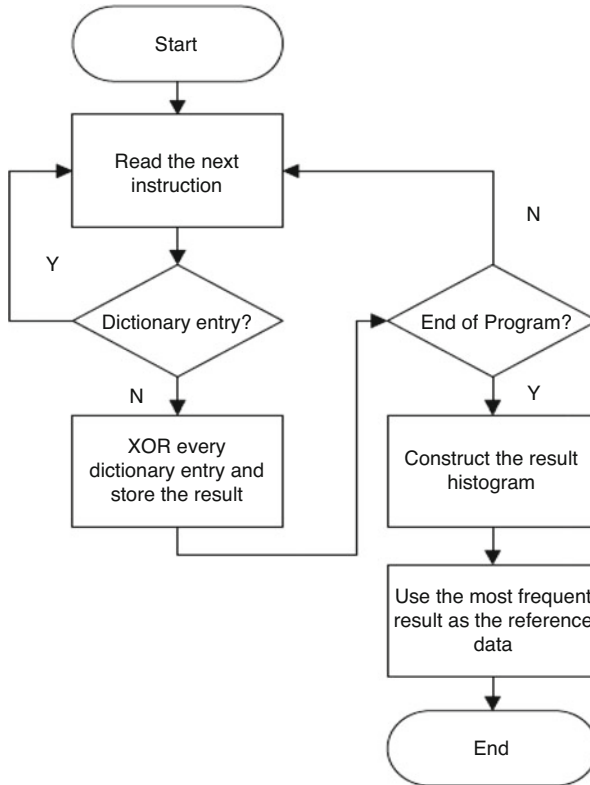 Start
Read the next
instruction
Y
Dictionary entry?
N
XOR every
dictionary entry and
store the result
N
End of Program?
Y
Construct the result
histogram
Use the most frequent
result as the reference
data
End